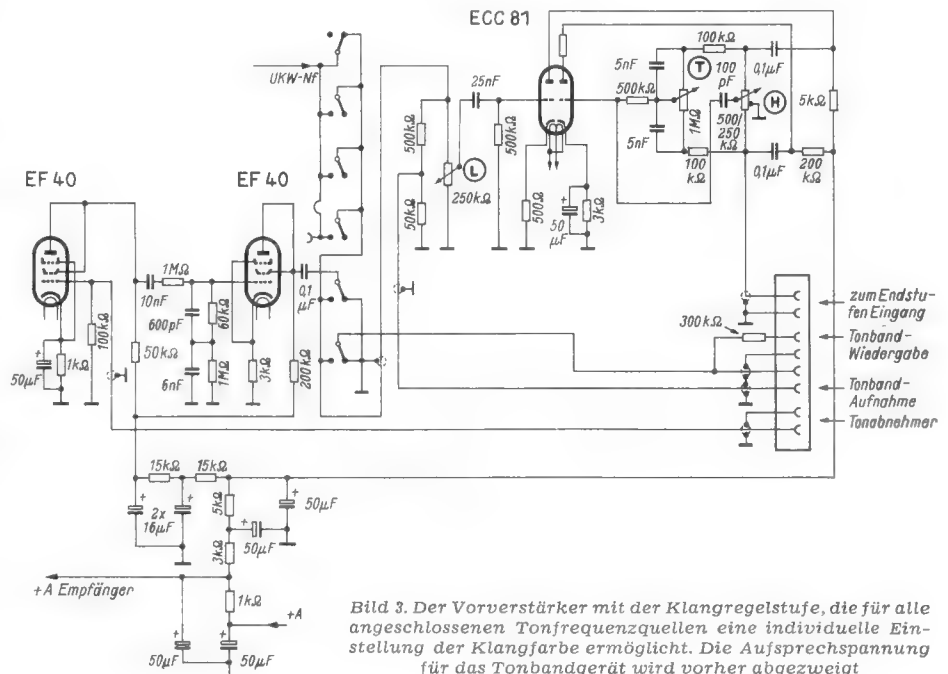 ECC 81
UKW-Nf
25nF
5nF
500kΩ
5nF
100kΩ
T
1MΩ
100
kΩ
100
pF
500/
250
kΩ
H
0,1µF
0,1µF
5kΩ
200
kΩ
500kΩ
50kΩ
L
250kΩ
500kΩ
500Ω
50
µF
3kΩ
EF 40
EF 40
50µF
1kΩ
100kΩ
10nF
1MΩ
50kΩ
600pF
6nF
60kΩ
1MΩ
3kΩ
0,1
µF
200kΩ
300kΩ
zum Endstu-
fen Eingang
Tonband-
Wiedergabe
Tonband-
Aufnahme
Tonabnehmer
15kΩ
15kΩ
2x
16µF
5kΩ
50µF
50µF
3kΩ
+A Empfänger
1kΩ
+A
50µF
50µF
Bild 3. Der Vorverstärker mit der Klangregelstufe, die für alle
angeschlossenen Tonfrequenzquellen eine individuelle Ein-
stellung der Klangfarbe ermöglicht. Die Aufsprechspannung
für das Tonbandgerät wird vorher abgezweigt